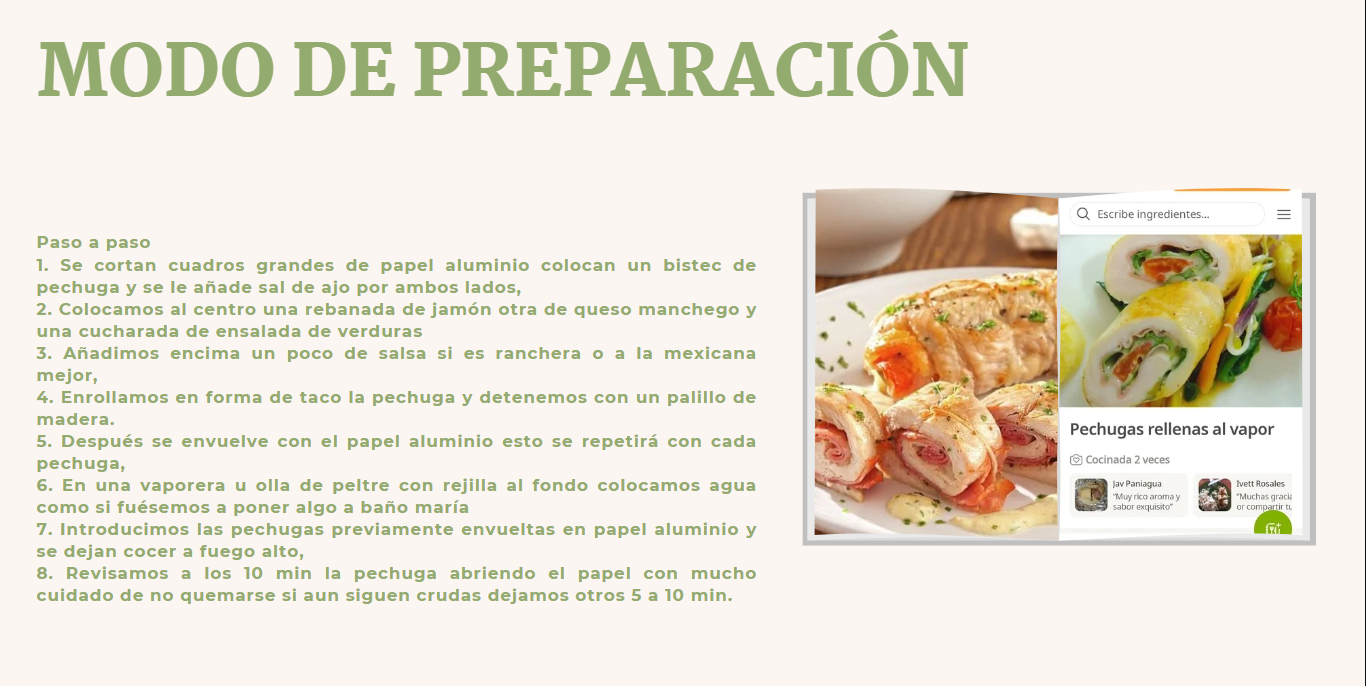 MODO DE PREPARACIÓN
Paso a paso
1. Se cortan cuadros grandes de papel aluminio colocan un bistec de
pechuga y se le añade sal de ajo por ambos lados,
2. Colocamos al centro una rebanada de jamón otra de queso manchego y
una cucharada de ensalada de verduras
3. Añadimos encima un poco de salsa si es ranchera o a la mexicana
mejor,
4. Enrollamos en forma de taco la pechuga y detenemos con un palillo de
madera.
5. Después se envuelve con el papel aluminio esto se repetirá con cada
pechuga,
6. En una vaporera u olla de peltre con rejilla al fondo colocamos agua
como si fuésemos a poner algo a baño maría
7. Introducimos las pechugas previamente envueltas en papel aluminio y
se dejan cocer a fuego alto,
8. Revisamos a los 10 min la pechuga abriendo el papel con mucho
cuidado de no quemarse si aun siguen crudas dejamos otros 5 a 10 min.
Escribe ingredientes...
Pechugas rellenas al vapor
Cocinada 2 veces
Jav Paniagua
"Muy rico aroma y
sabor exquisito"
Ivett Rosales
"Muchas gracia
or compartir tu